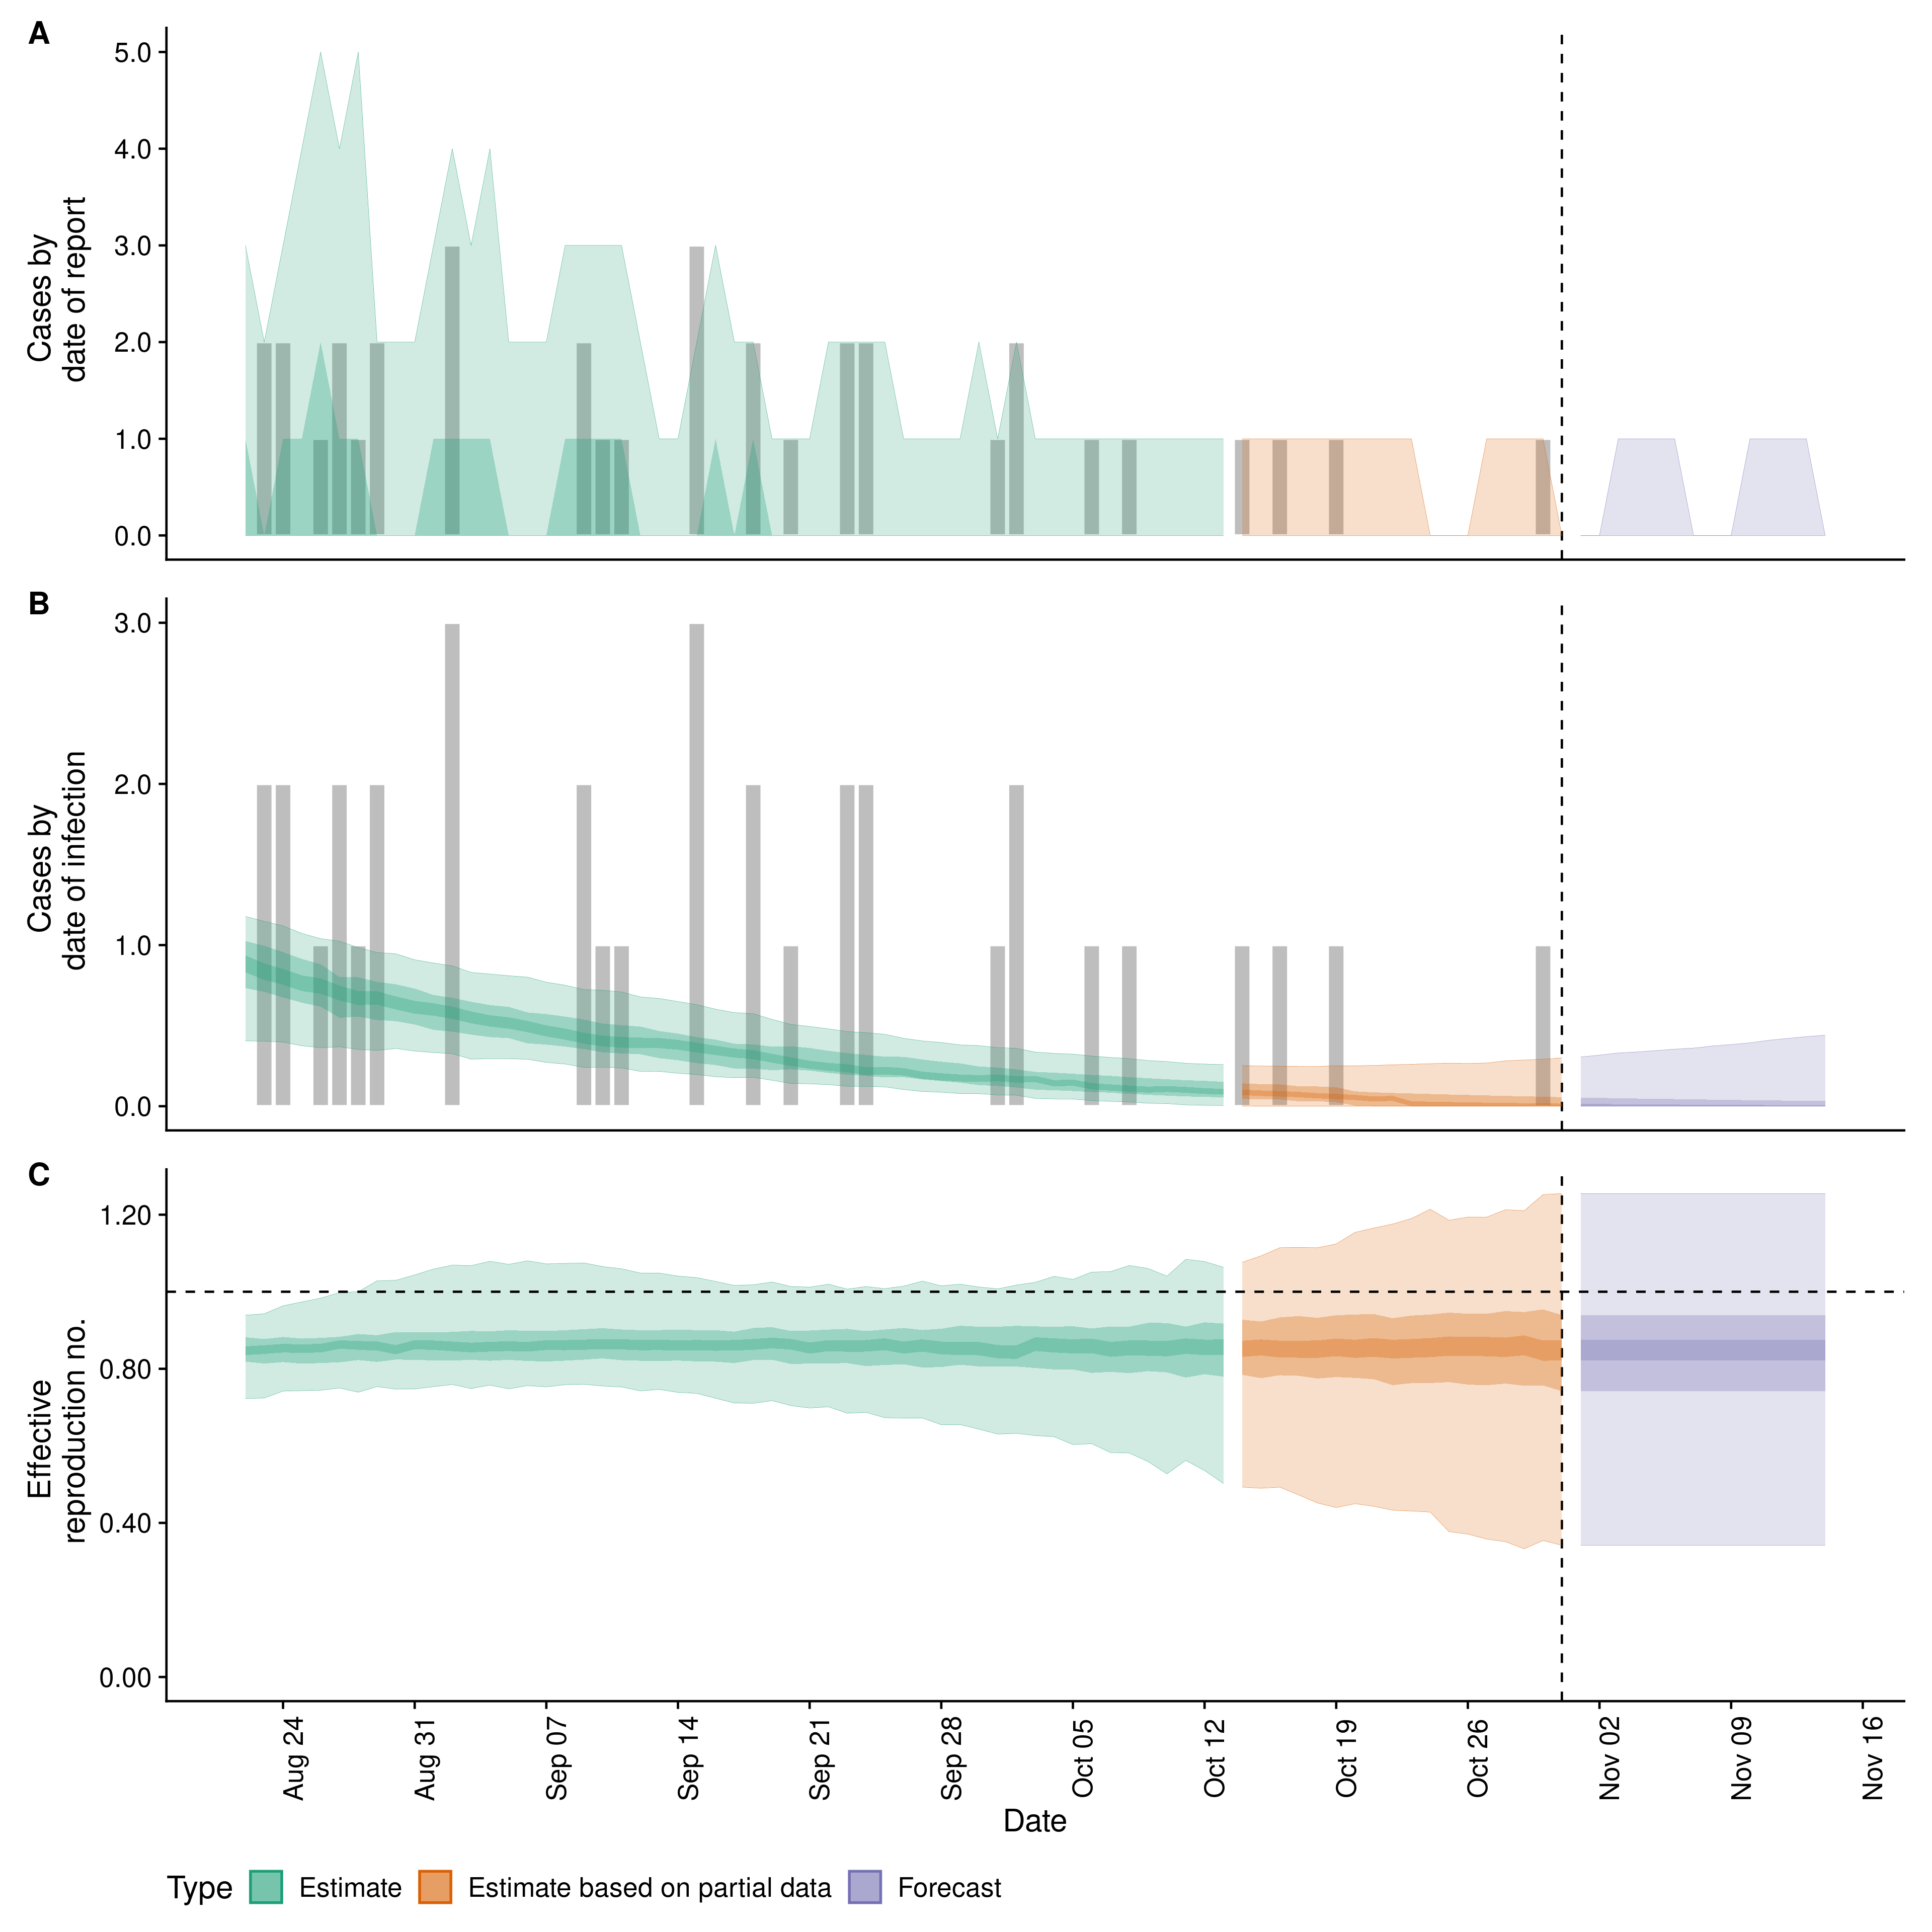 A
Cases by
date of report
5.0
4.0
3.0
2.0
1.0
0.0
B
Cases by
date of infection
3.0
2.0
1.0
0.0
C
Effective
reproduction no.
1.20
0.80
0.40
0.00
Aug 24
Aug 31
Sep 07
Sep 14
Sep 21
Sep 28
Oct 05
Oct 12
Oct 19
Oct 26
Nov 02
Nov 09
Nov 16
Date
Type Estimate Estimate based on partial data Forecast